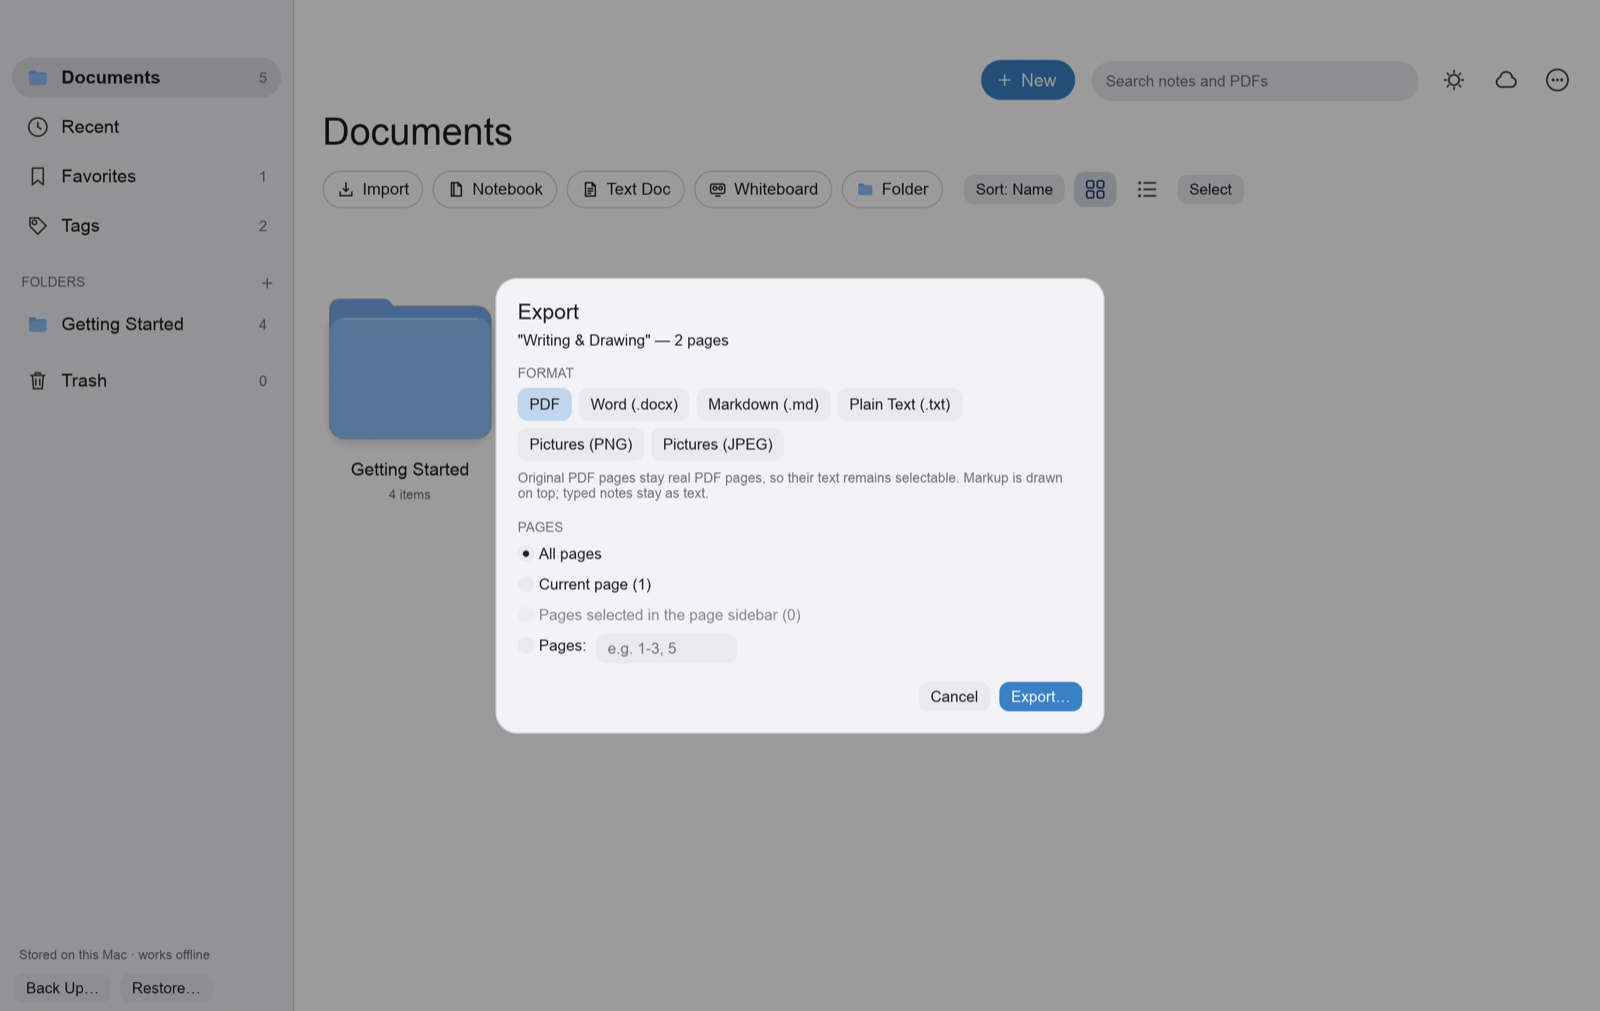 Documents 5
Recent
Favorites 1
Tags 2
FOLDERS +
Getting Started 4
Trash 0
Stored on this Mac · works offline
Back Up…
Restore…
+ New
Search notes and PDFs
Documents
Import
Notebook
Text Doc
Whiteboard
Folder
Sort: Name
Select
Getting Started
4 items
Export
"Writing & Drawing" — 2 pages
FORMAT
PDF
Word (.docx)
Markdown (.md)
Plain Text (.txt)
Pictures (PNG)
Pictures (JPEG)
Original PDF pages stay real PDF pages, so their text remains selectable. Markup is drawn
on top; typed notes stay as text.
PAGES
All pages
Current page (1)
Pages selected in the page sidebar (0)
Pages: e.g. 1-3, 5
Cancel
Export…